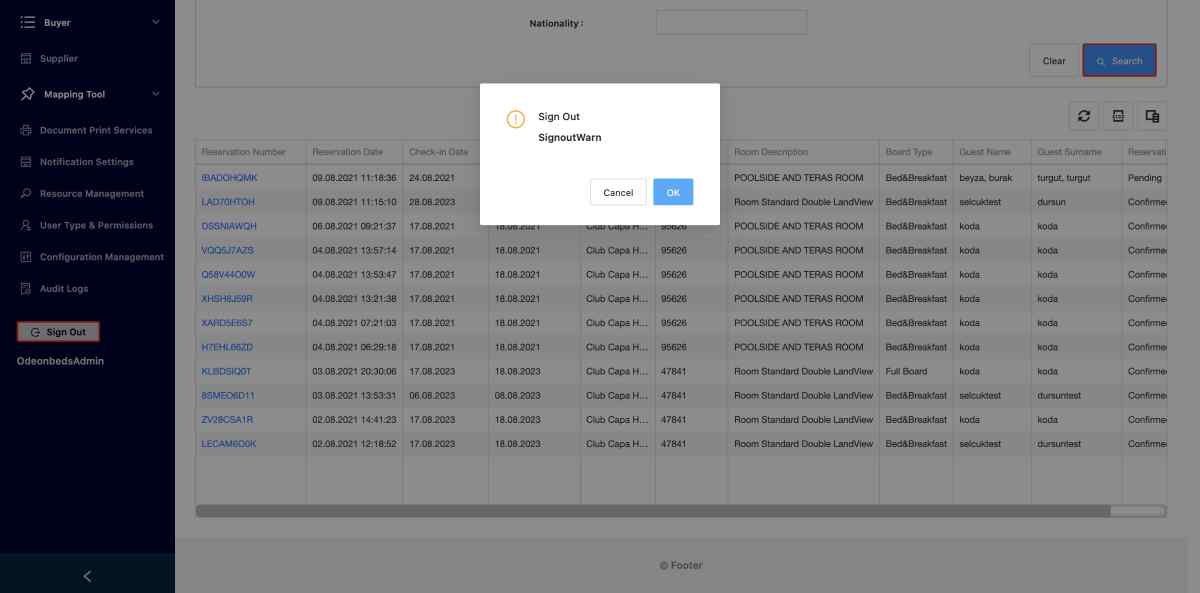 Buyer
Supplier
Mapping Tool
Document Print Services
Notification Settings
Resource Management
User Type & Permissions
Configuration Management
Audit Logs
Sign Out
OdeonbedsAdmin
Nationality :
Clear
Search
Sign Out
SignoutWarn
Cancel
OK
Reservation Number Reservation Date Check-in Date Room Description Board Type Guest Name Guest Surname Reservati
IBADOHQMK 09.08.2021 11:18:36 24.08.2021 POOLSIDE AND TERAS ROOM Bed&Breakfast beyza, burak turgut, turgut Pending
LAD70HTOH 09.08.2021 11:15:10 28.08.2023 Room Standard Double LandView Bed&Breakfast selcuktest dursun Confirmed
DSSNIAWQH 06.08.2021 09:21:37 17.08.2021 18.08.2021 Club Capa H... 95626 POOLSIDE AND TERAS ROOM Bed&Breakfast koda koda Confirmed
VQQ5J7AZS 04.08.2021 13:57:14 17.08.2021 18.08.2021 Club Capa H... 95626 POOLSIDE AND TERAS ROOM Bed&Breakfast koda koda Confirmed
Q58V44O0W 04.08.2021 13:53:47 17.08.2021 18.08.2021 Club Capa H... 95626 POOLSIDE AND TERAS ROOM Bed&Breakfast koda koda Confirmed
XHSH8J59R 04.08.2021 13:21:38 17.08.2021 18.08.2021 Club Capa H... 95626 POOLSIDE AND TERAS ROOM Bed&Breakfast koda koda Confirmed
XARD5E6S7 04.08.2021 07:21:03 17.08.2021 18.08.2021 Club Capa H... 95626 POOLSIDE AND TERAS ROOM Bed&Breakfast koda koda Confirmed
H7EHL66ZD 04.08.2021 06:29:18 17.08.2021 18.08.2021 Club Capa H... 95626 POOLSIDE AND TERAS ROOM Bed&Breakfast koda koda Confirmed
KLBDSIQ0T 03.08.2021 20:30:06 17.08.2023 18.08.2023 Club Capa H... 47841 Room Standard Double LandView Full Board koda koda Confirmed
8SMEO6D11 03.08.2021 13:53:31 06.08.2023 08.08.2023 Club Capa H... 47841 Room Standard Double LandView Bed&Breakfast selcuktest dursuntest Confirmed
ZV28CSA1R 02.08.2021 14:41:23 17.08.2023 18.08.2023 Club Capa H... 47841 Room Standard Double LandView Bed&Breakfast koda koda Confirmed
LECAM6D0K 02.08.2021 12:18:52 17.08.2023 18.08.2023 Club Capa H... 47841 Room Standard Double LandView Bed&Breakfast selcuktest dursuntest Confirmed
© Footer